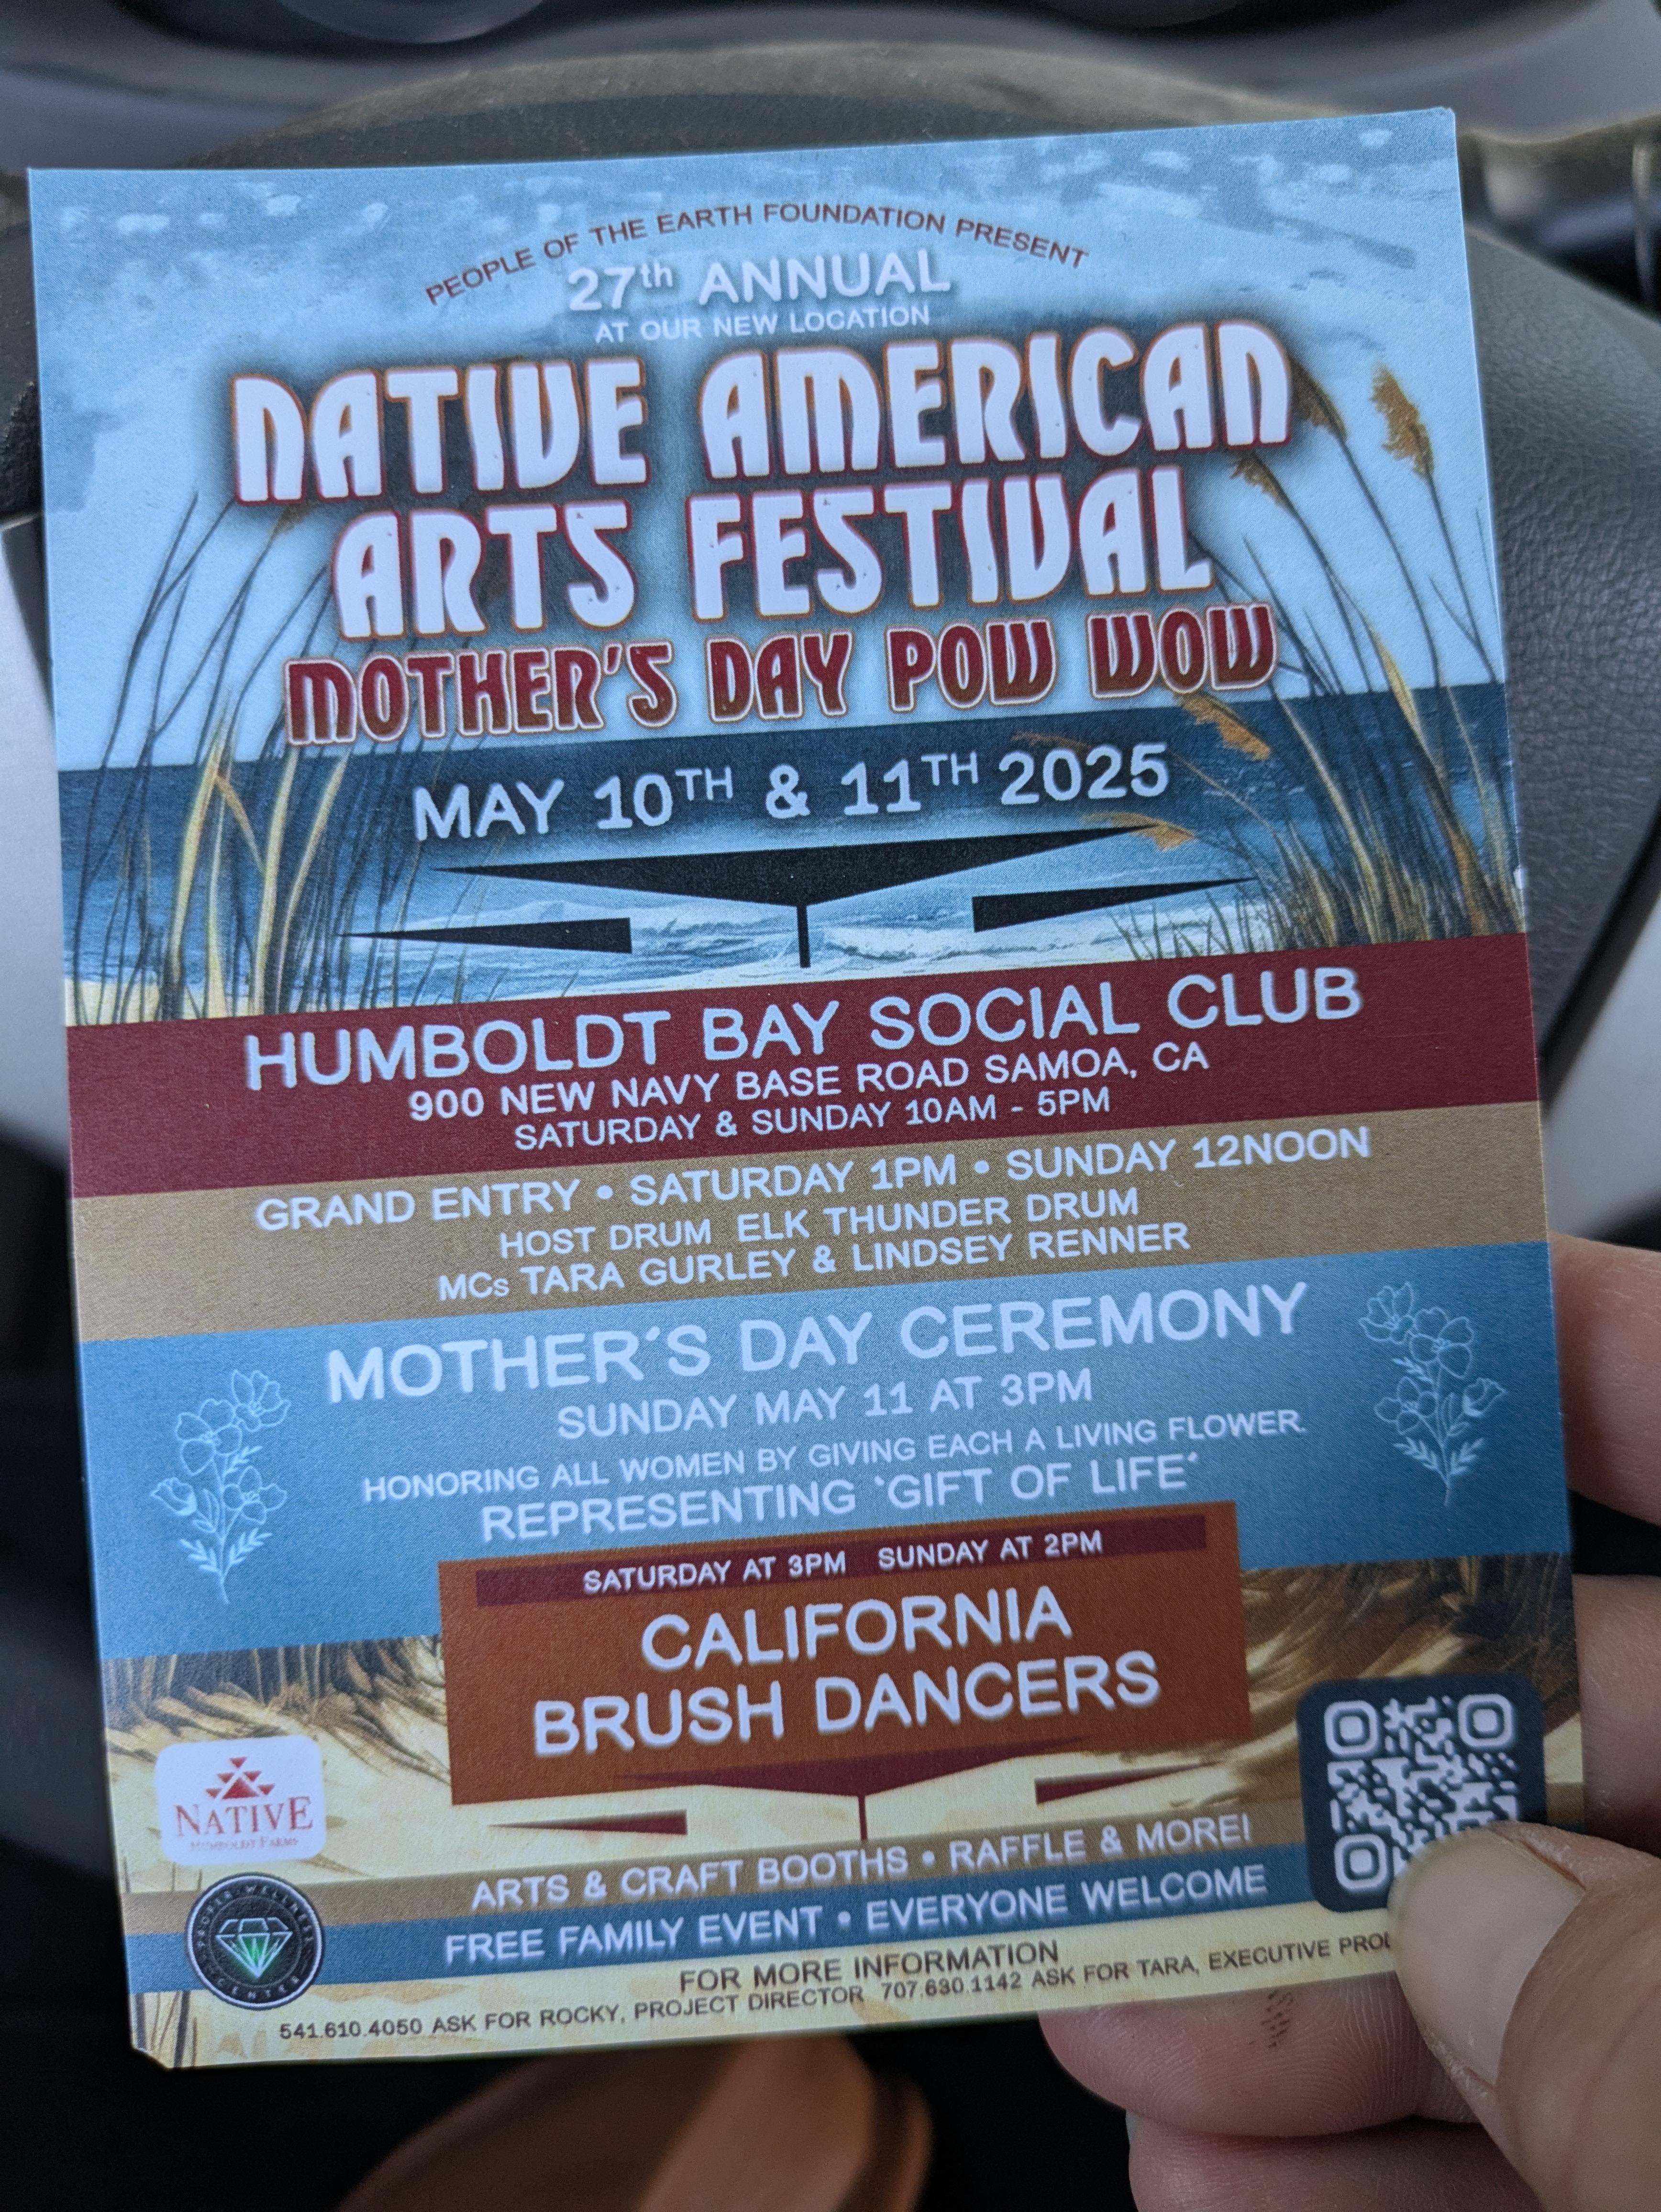 PEOPLE OF THE EARTH FOUNDATION PRESENT
27th ANNUAL
AT OUR NEW LOCATION
NATIVE AMERICAN
ARTS FESTIVAL
MOTHER'S DAY POW WOW
MAY 10TH & 11TH 2025
HUMBOLDT BAY SOCIAL CLUB
900 NEW NAVY BASE ROAD SAMOA, CA
SATURDAY & SUNDAY 10AM - 5PM
GRAND ENTRY • SATURDAY 1PM • SUNDAY 12NOON
HOST DRUM ELK THUNDER DRUM
MCs TARA GURLEY & LINDSEY RENNER
MOTHER'S DAY CEREMONY
SUNDAY MAY 11 AT 3PM
HONORING ALL WOMEN BY GIVING EACH A LIVING FLOWER.
REPRESENTING 'GIFT OF LIFE'
SATURDAY AT 3PM SUNDAY AT 2PM
CALIFORNIA
BRUSH DANCERS
NATIVE
HUMBOLDT FARMS
ARTS & CRAFT BOOTHS • RAFFLE & MORE!
FREE FAMILY EVENT • EVERYONE WELCOME
FOR MORE INFORMATION
541.610.4050 ASK FOR ROCKY, PROJECT DIRECTOR 707.630.1142 ASK FOR TARA, EXECUTIVE
PROPER WELLNESS CENTER